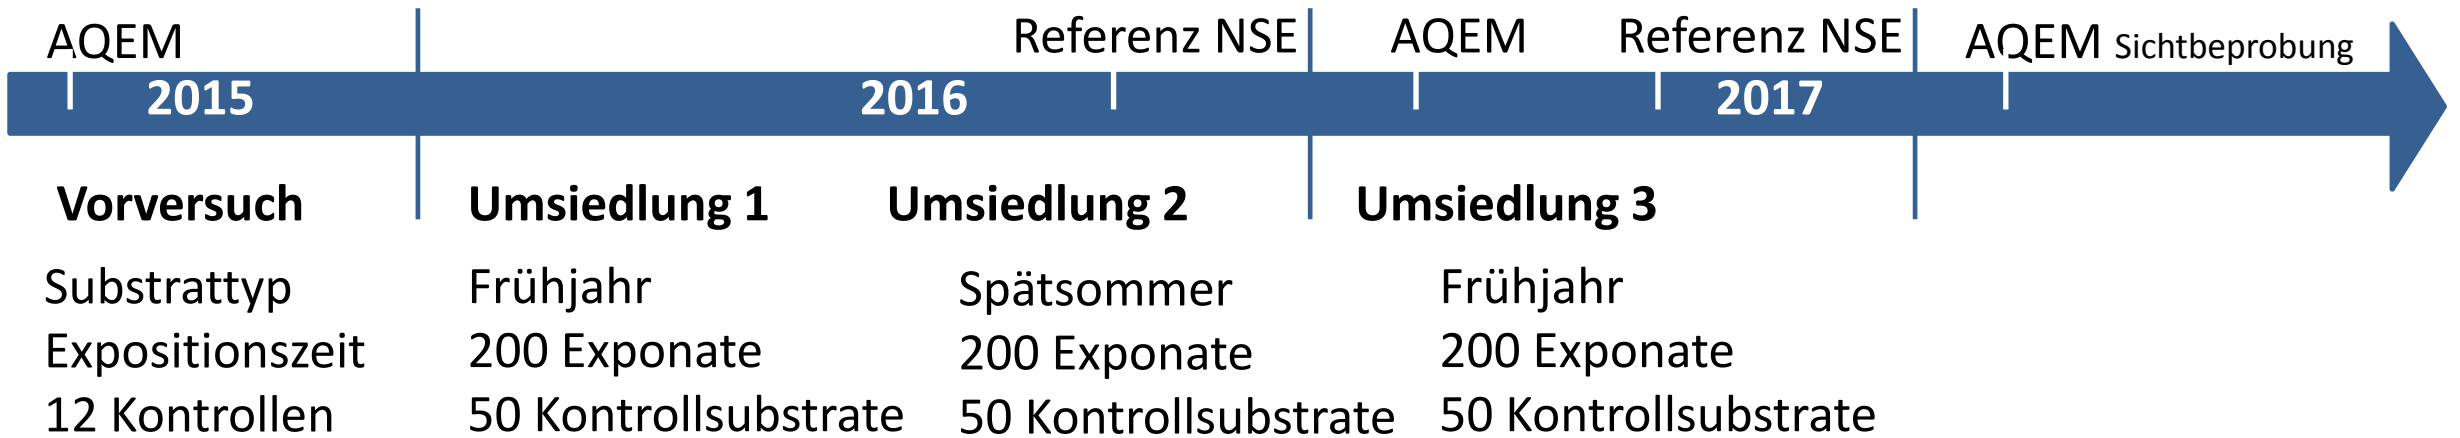 AQEM
Referenz NSE
AQEM
Referenz NSE
AQEM Sichtbeprobung
2015
2016
2017
Vorversuch
Substrattyp
Expositionszeit
12 Kontrollen
Umsiedlung 1
Frühjahr
200 Exponate
50 Kontrollsubstrate
Umsiedlung 2
Spätsommer
200 Exponate
50 Kontrollsubstrate
Umsiedlung 3
Frühjahr
200 Exponate
50 Kontrollsubstrate